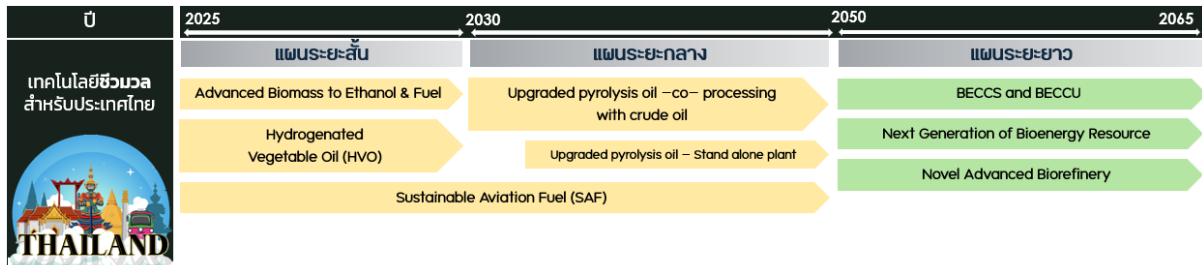 ปี
2025
2030
2050
2065
แผนระยะสั้น
แผนระยะกลาง
แผนระยะยาว
เทคโนโลยีชีวมวล
สำหรับประเทศไทย
Advanced Biomass to Ethanol & Fuel
Upgraded pyrolysis oil –co– processing
with crude oil
BECCS and BECCU
Hydrogenated
Vegetable Oil (HVO)
Next Generation of Bioenergy Resource
Upgraded pyrolysis oil – Stand alone plant
Novel Advanced Biorefinery
Sustainable Aviation Fuel (SAF)
THAILAND